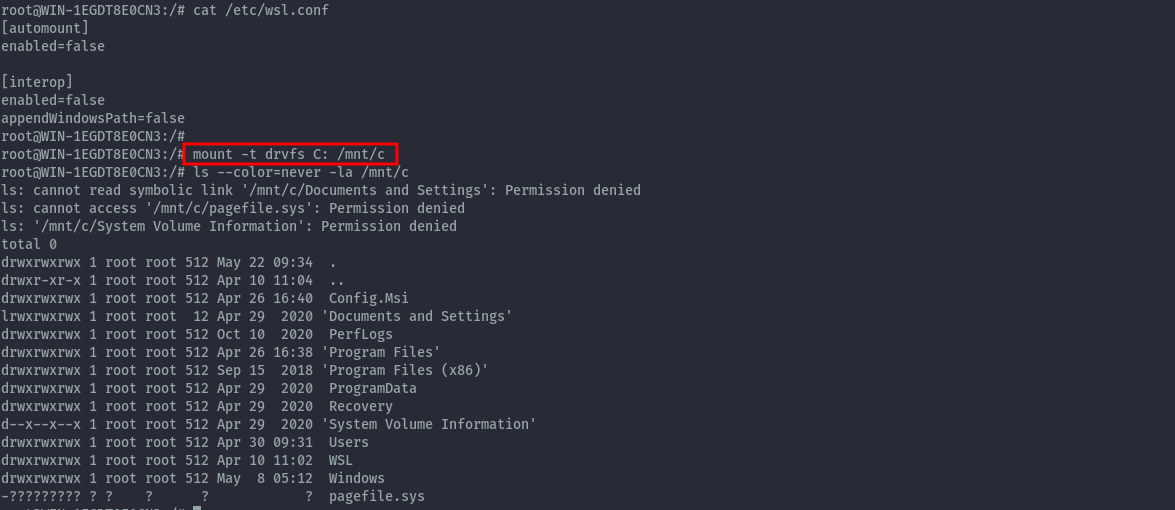 root@WIN-1EGDT8E0CN3:/# cat /etc/wsl.conf
[automount]
enabled=false

[interop]
enabled=false
appendWindowsPath=false
root@WIN-1EGDT8E0CN3:/#
root@WIN-1EGDT8E0CN3:/# mount -t drvfs C: /mnt/c
root@WIN-1EGDT8E0CN3:/# ls --color=never -la /mnt/c
ls: cannot read symbolic link '/mnt/c/Documents and Settings': Permission denied
ls: cannot access '/mnt/c/pagefile.sys': Permission denied
ls: '/mnt/c/System Volume Information': Permission denied
total 0
drwxrwxrwx 1 root root 512 May 22 09:34  .
drwxr-xr-x 1 root root 512 Apr 10 11:04  ..
drwxrwxrwx 1 root root 512 Apr 26 16:40  Config.Msi
lrwxrwxrwx 1 root root  12 Apr 29  2020 'Documents and Settings'
drwxrwxrwx 1 root root 512 Oct 10  2020  PerfLogs
drwxrwxrwx 1 root root 512 Apr 26 16:38 'Program Files'
drwxrwxrwx 1 root root 512 Sep 15  2018 'Program Files (x86)'
drwxrwxrwx 1 root root 512 Apr 29  2020  ProgramData
drwxrwxrwx 1 root root 512 Apr 29  2020  Recovery
d--x--x--x 1 root root 512 Apr 29  2020 'System Volume Information'
drwxrwxrwx 1 root root 512 Apr 30 09:31  Users
drwxrwxrwx 1 root root 512 Apr 10 11:02  WSL
drwxrwxrwx 1 root root 512 May  8 05:12  Windows
-????????? ? ?    ?      ?            ?  pagefile.sys